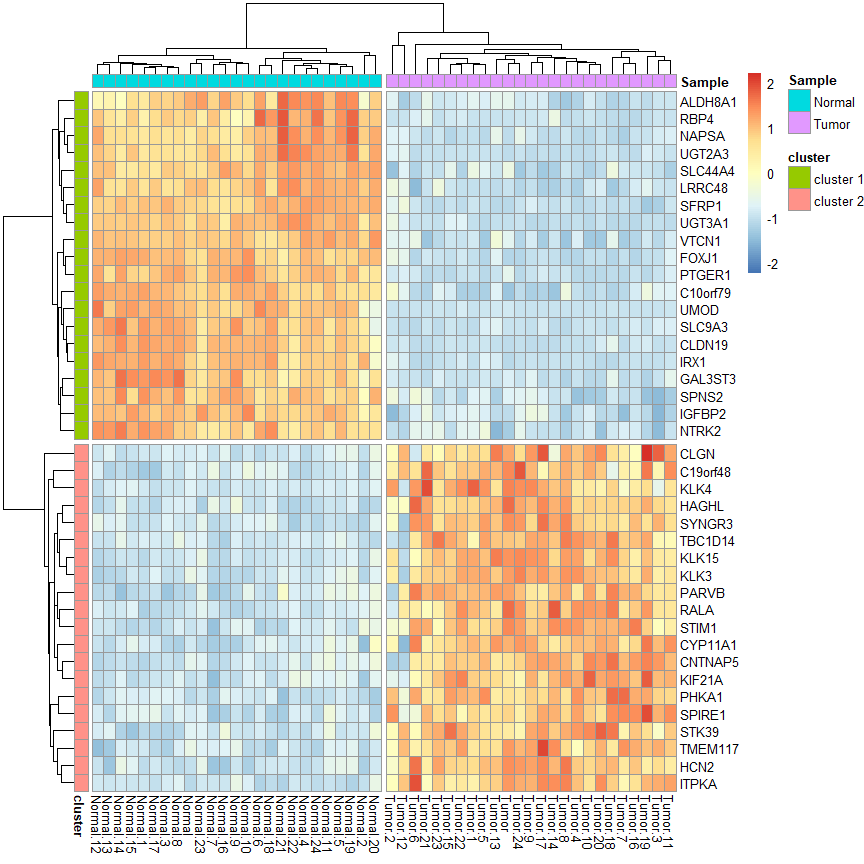 Sample
ALDH8A1
RBP4
NAPSA
UGT2A3
SLC44A4
LRRC48
SFRP1
UGT3A1
VTCN1
FOXJ1
PTGER1
C10orf79
UMOD
SLC9A3
CLDN19
IRX1
GAL3ST3
SPNS2
IGFBP2
NTRK2
CLGN
C19orf48
KLK4
HAGHL
SYNGR3
TBC1D14
KLK15
KLK3
PARVB
RALA
STIM1
CYP11A1
CNTNAP5
KIF21A
PHKA1
SPIRE1
STK39
TMEM117
HCN2
ITPKA
2
1
0
-1
-2
Sample
Normal
Tumor
cluster
cluster 1
cluster 2
cluster
Normal.12
Normal.13
Normal.14
Normal.15
Normal.1
Normal.17
Normal.3
Normal.8
Normal
Normal.23
Normal.7
Normal.16
Normal.9
Normal.10
Normal.6
Normal.18
Normal.21
Normal.22
Normal.4
Normal.24
Normal.11
Normal.5
Normal.19
Normal.2
Normal.20
Tumor.2
Tumor.12
Tumor.6
Tumor.21
Tumor.23
Tumor.15
Tumor.22
Tumor.1
Tumor.5
Tumor.13
Tumor
Tumor.24
Tumor.9
Tumor.17
Tumor.14
Tumor.8
Tumor.4
Tumor.10
Tumor.20
Tumor.18
Tumor.7
Tumor.16
Tumor.19
Tumor.3
Tumor.11